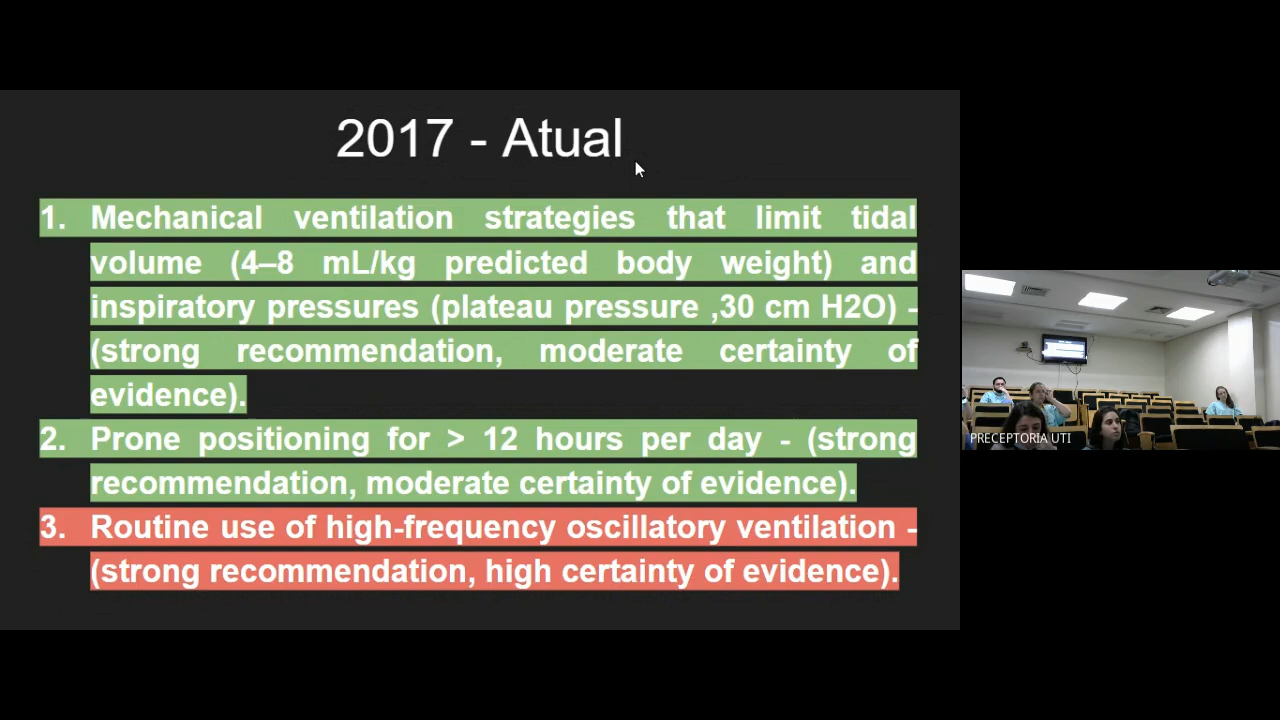 2017 - Atual
1. Mechanical ventilation strategies that limit tidal
volume (4–8 mL/kg predicted body weight) and
inspiratory pressures (plateau pressure ,30 cm H2O) -
(strong recommendation, moderate certainty of
evidence).
2. Prone positioning for > 12 hours per day - (strong
recommendation, moderate certainty of evidence).
3. Routine use of high-frequency oscillatory ventilation -
(strong recommendation, high certainty of evidence).
PRECEPTORIA UTI